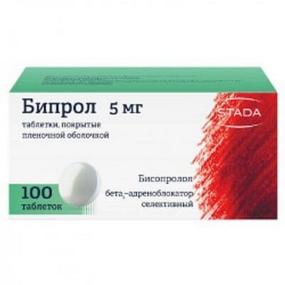 Бипрол 5 мг
таблетки, покрытые
пленочной оболочкой
STADA
100
таблеток
Бисопролол
бета₁-адреноблокатор
селективный